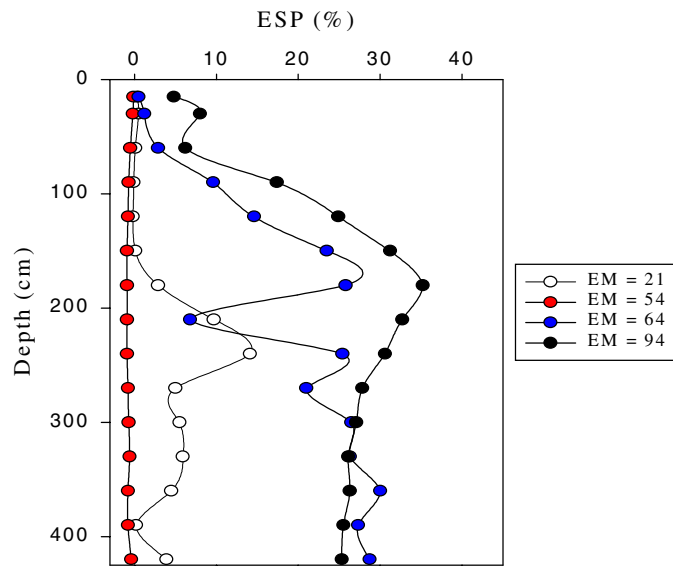 ESP (%)
0 10 20 30 40
0
100
200
300
400
Depth (cm)
EM = 21
EM = 54
EM = 64
EM = 94